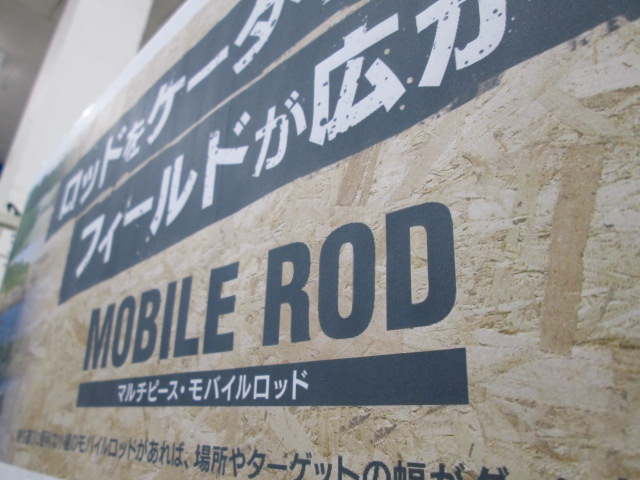 ロッドをケータ
フィールドが広が
MOBILE ROD
マルチピース・モバイルロッド
のモバイルロッドがあれば、場所やターゲットの幅が